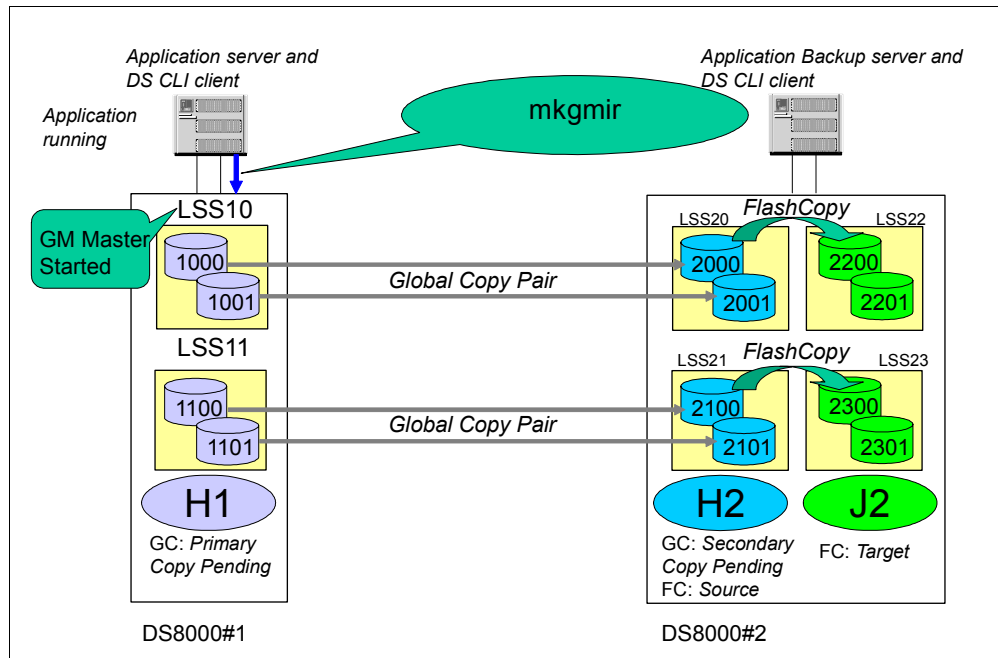 Application server and
DS CLI client
Application
running
mkgmir
Application Backup server and
DS CLI client
GM Master
Started
LSS10
1000
1001
Global Copy Pair
LSS20
FlashCopy
LSS22
2000
2001
2200
2201
LSS11
1100
1101
Global Copy Pair
LSS21
FlashCopy
LSS23
2100
2101
2300
2301
H1
GC: Primary
Copy Pending
H2
GC: Secondary
Copy Pending
FC: Source
J2
FC: Target
DS8000#1
DS8000#2